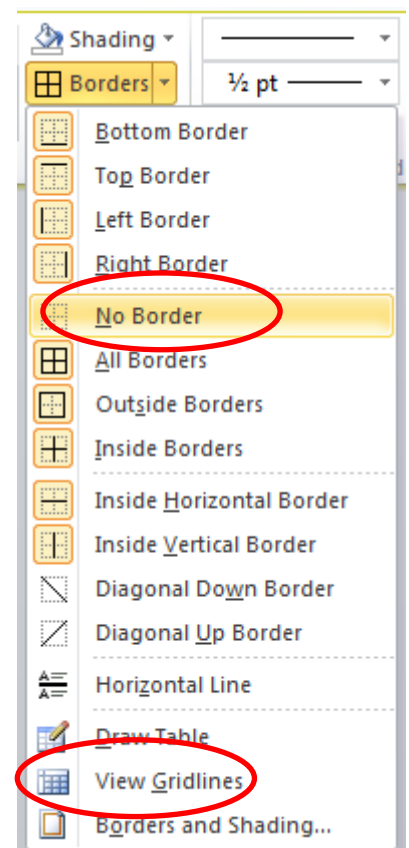 Shading
Borders
½ pt
Bottom Border
Top Border
Left Border
Right Border
No Border
All Borders
Outside Borders
Inside Borders
Inside Horizontal Border
Inside Vertical Border
Diagonal Down Border
Diagonal Up Border
Horizontal Line
Draw Table
View Gridlines
Borders and Shading...